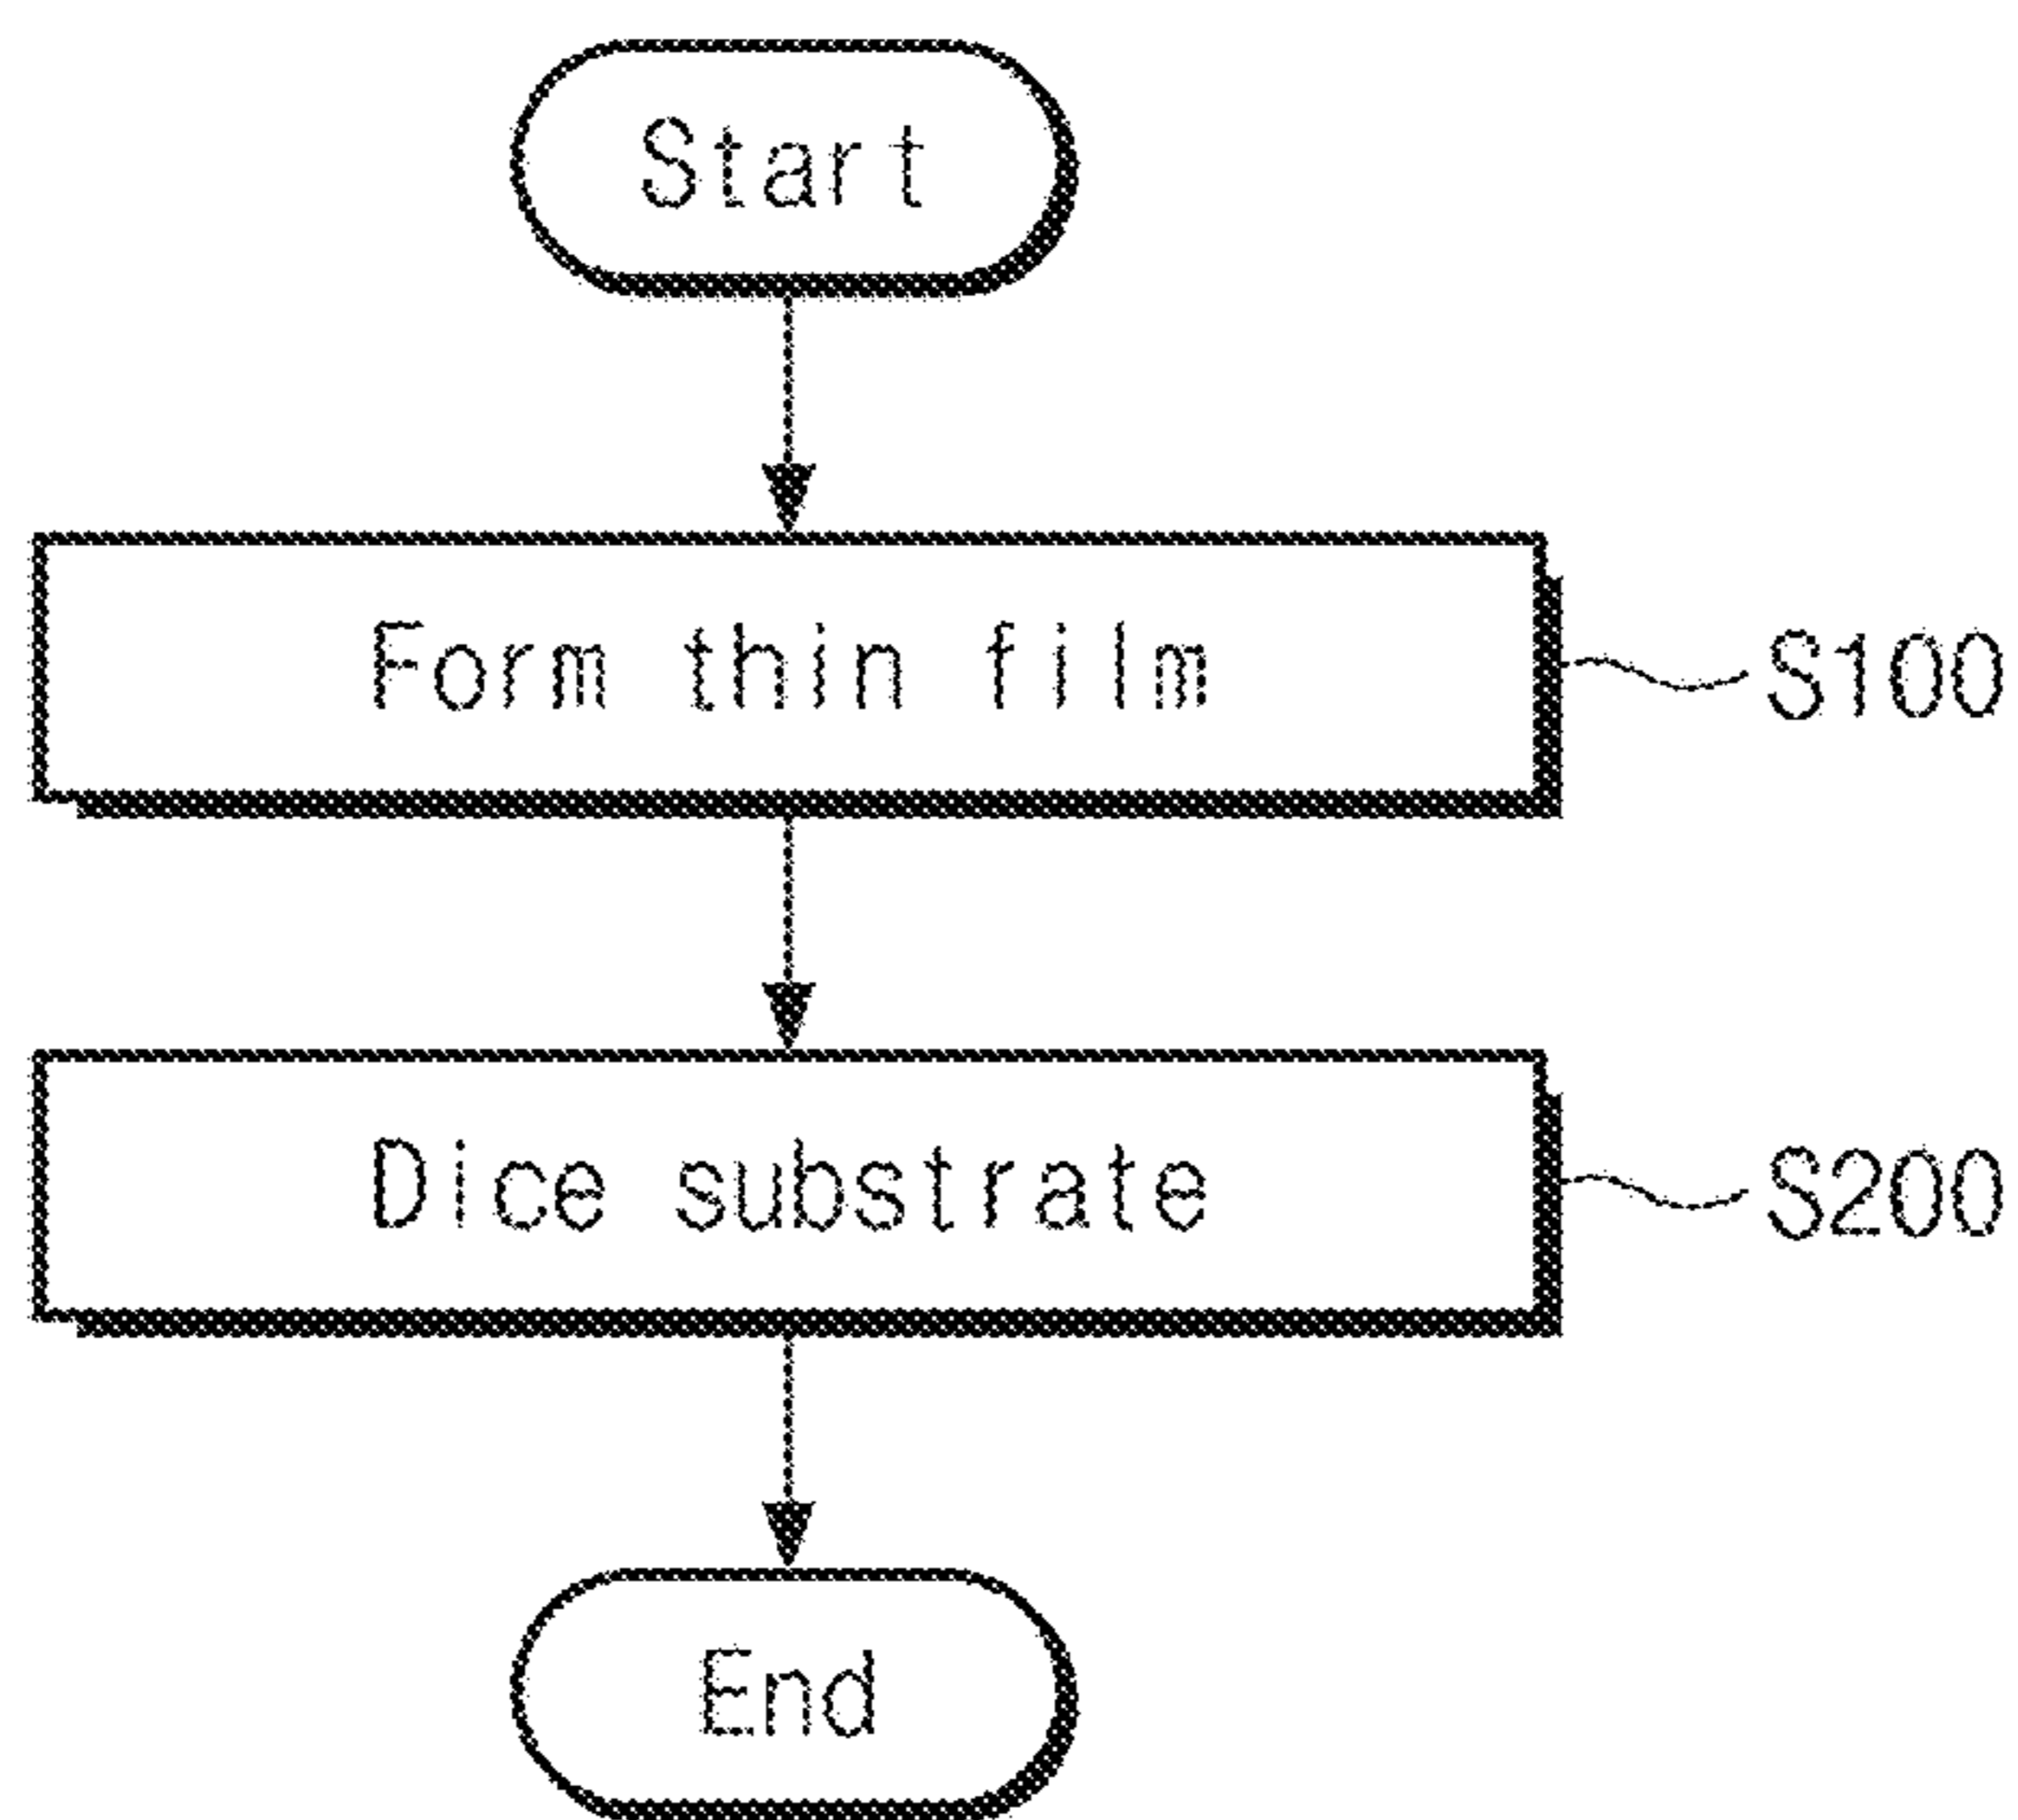 Start
Form thin film
S100
Dice substrate
S200
End